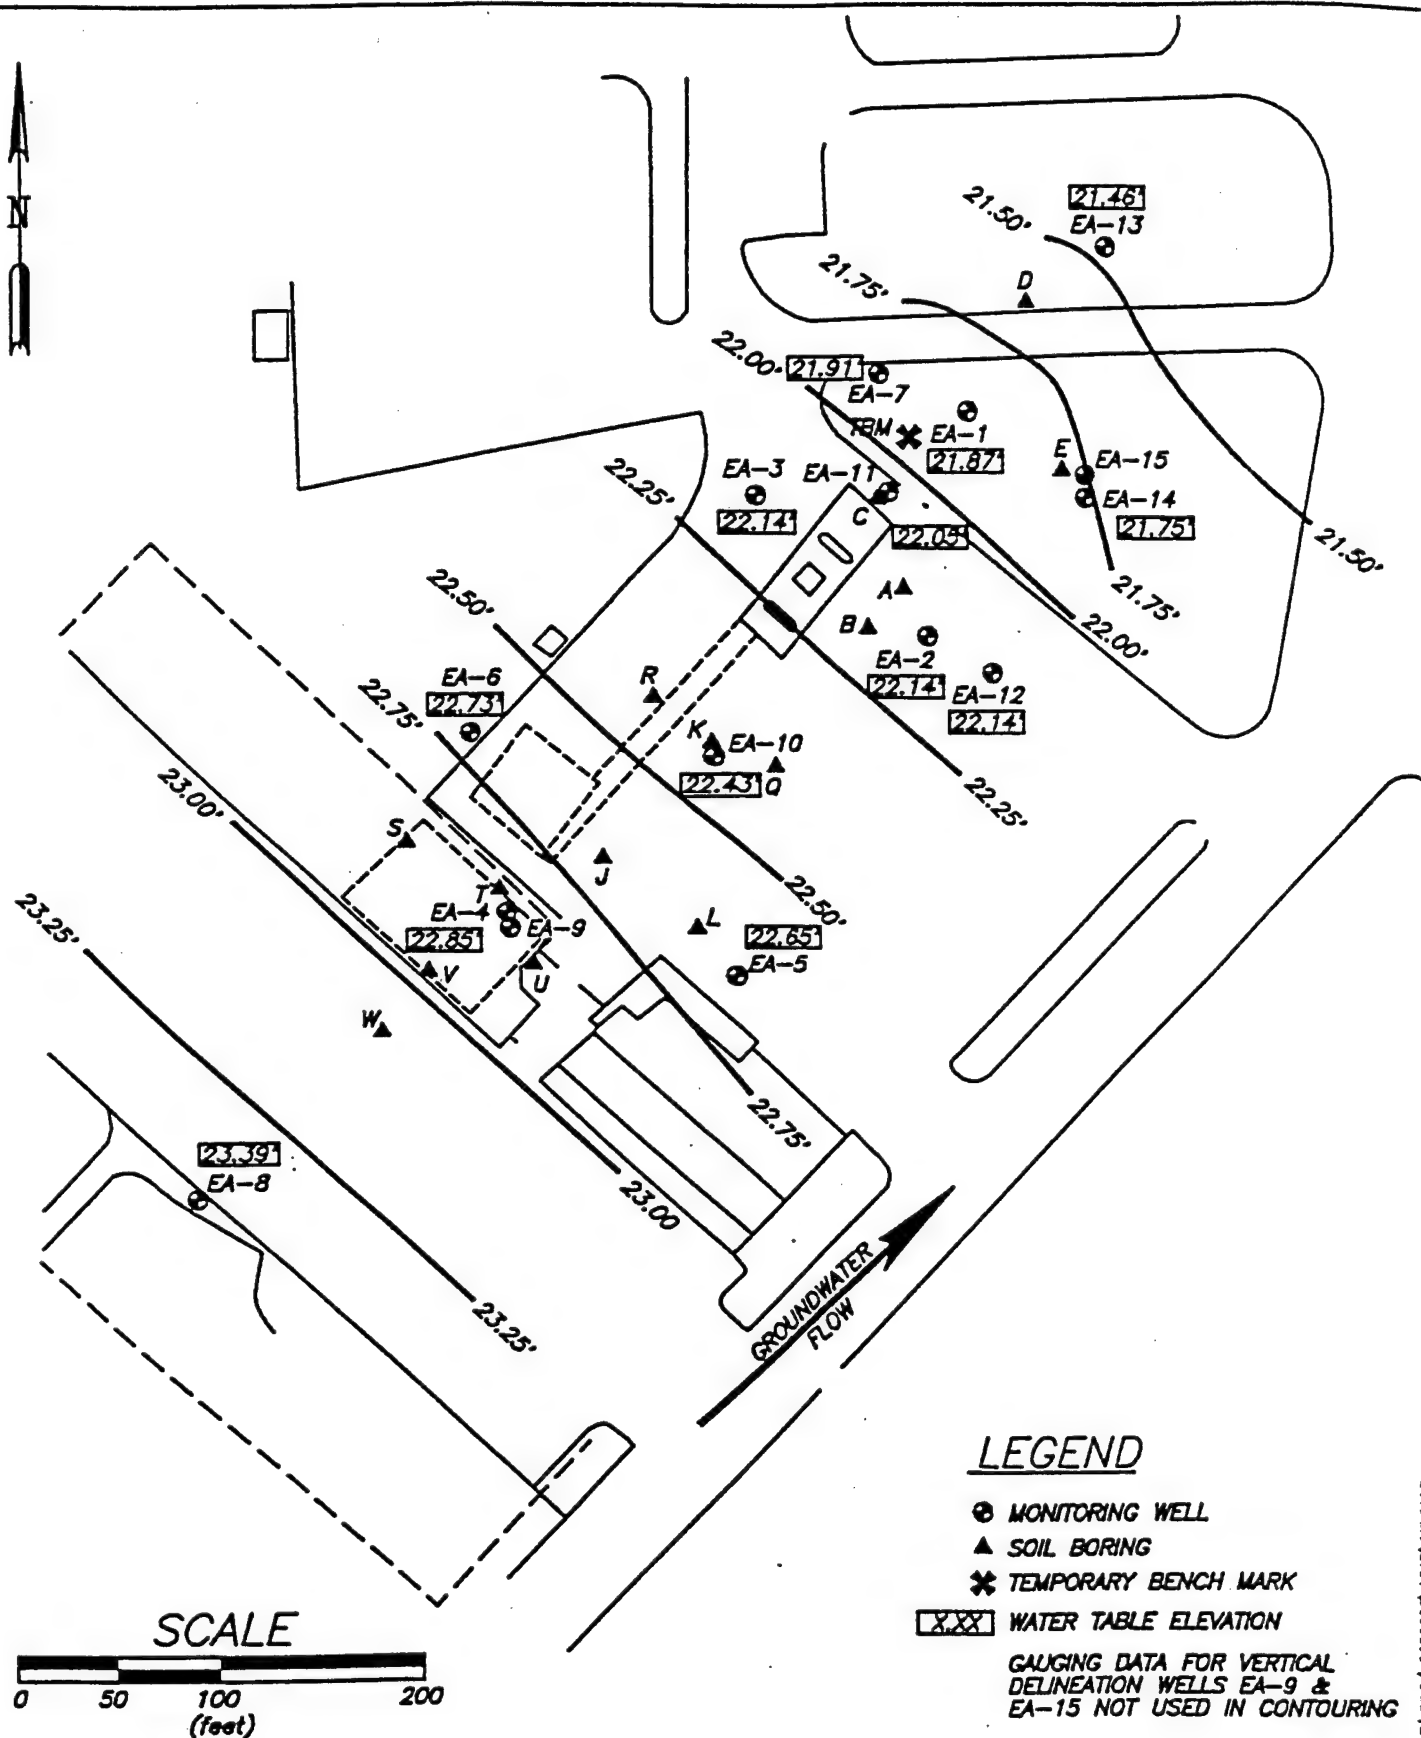 N
21.50'
21.46'
EA-13
21.75'
D
22.00'
21.91'
EA-7
TBM
EA-1
21.87'
E
EA-15
EA-14
21.75'
22.25'
EA-3
22.14'
EA-11
C
22.05'
21.50'
21.75'
22.50'
A
B
22.00'
EA-2
22.14'
EA-12
22.14'
EA-6
22.73'
R
22.75'
K
EA-10
22.43'
Q
23.00'
22.25'
S
J
T
EA-4
22.85'
EA-9
22.50'
L
22.65'
EA-5
23.25'
V
U
W
22.75'
23.39'
EA-8
23.00
23.25'
GROUNDWATER
FLOW
LEGEND
MONITORING WELL
SOIL BORING
TEMPORARY BENCH MARK
X.XX WATER TABLE ELEVATION
GAUGING DATA FOR VERTICAL
DELINEATION WELLS EA-9 &
EA-15 NOT USED IN CONTOURING
SCALE
0 50 100 200
(feet)